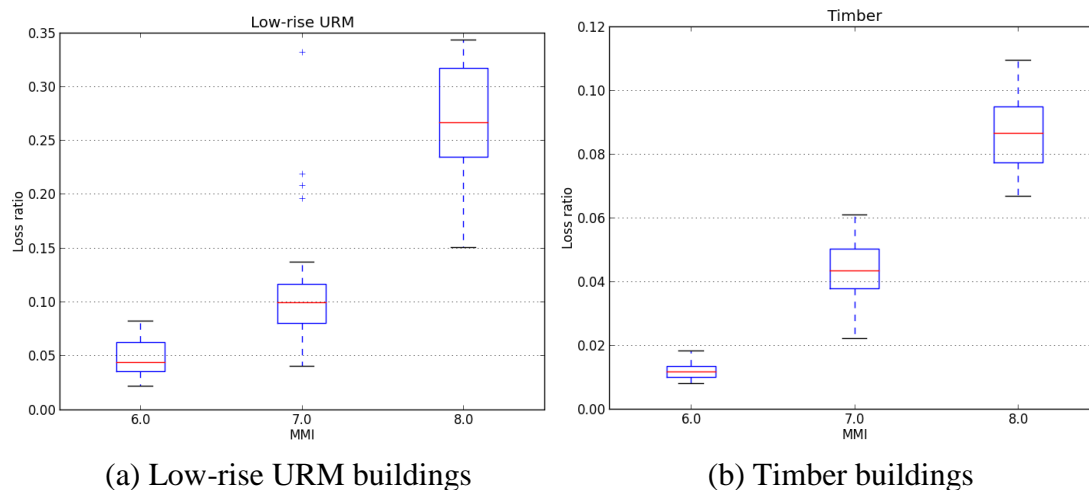 Low-rise URM
0.35
0.30
0.25
0.20
0.15
0.10
0.05
0.00
Loss ratio
6.0 7.0 8.0
MMI
(a) Low-rise URM buildings
Timber
0.12
0.10
0.08
0.06
0.04
0.02
0.00
Loss ratio
6.0 7.0 8.0
MMI
(b) Timber buildings